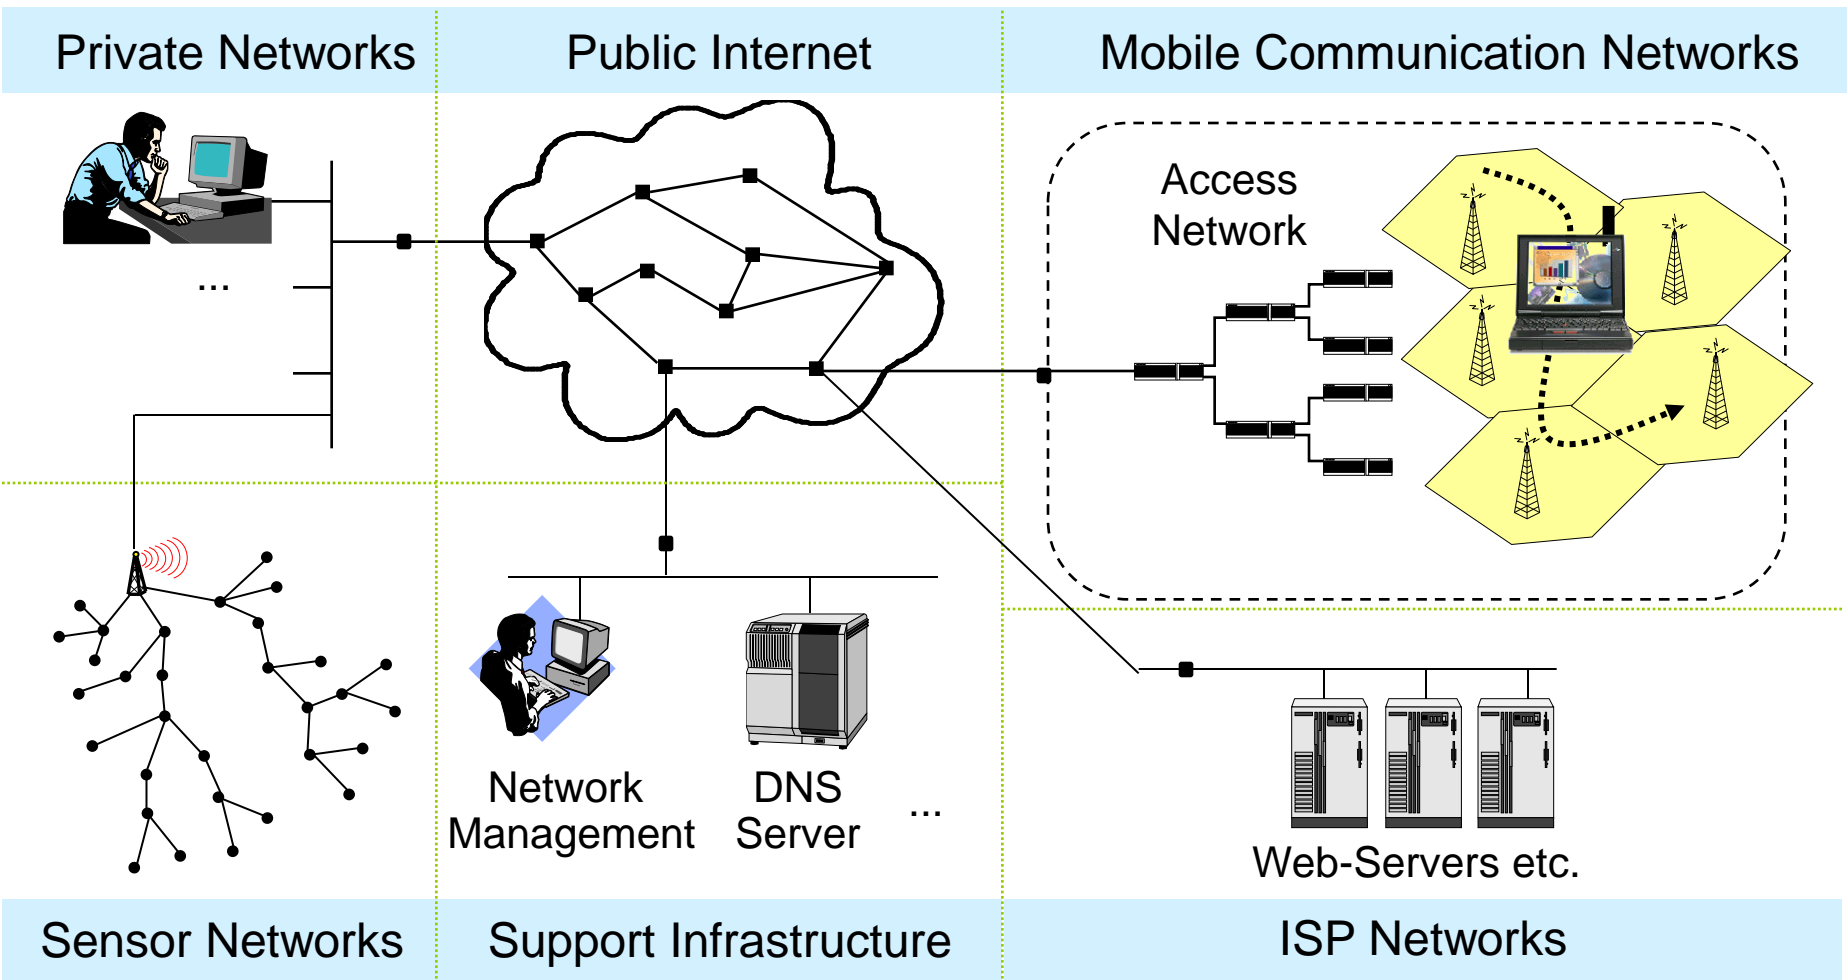 Private Networks
Public Internet
Mobile Communication Networks
Access
Network
...
Network
Management
DNS
Server
...
Web-Servers etc.
Sensor Networks
Support Infrastructure
ISP Networks